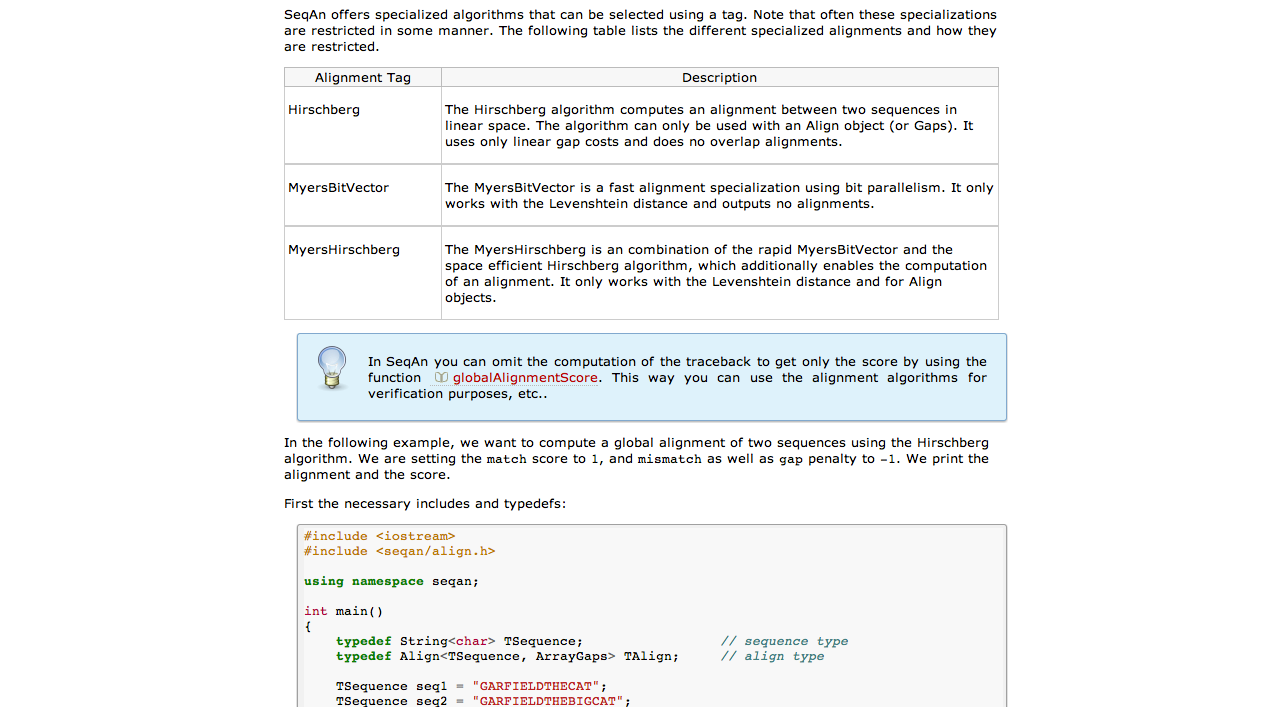 SeqAn offers specialized algorithms that can be selected using a tag. Note that often these specializations
are restricted in some manner. The following table lists the different specialized alignments and how they
are restricted.
Alignment Tag Description
Hirschberg
The Hirschberg algorithm computes an alignment between two sequences in
linear space. The algorithm can only be used with an Align object (or Gaps). It
uses only linear gap costs and does no overlap alignments.
MyersBitVector
The MyersBitVector is a fast alignment specialization using bit parallelism. It only
works with the Levenshtein distance and outputs no alignments.
MyersHirschberg
The MyersHirschberg is an combination of the rapid MyersBitVector and the
space efficient Hirschberg algorithm, which additionally enables the computation
of an alignment. It only works with the Levenshtein distance and for Align
objects.
In SeqAn you can omit the computation of the traceback to get only the score by using the
function globalAlignmentScore. This way you can use the alignment algorithms for
verification purposes, etc..
In the following example, we want to compute a global alignment of two sequences using the Hirschberg
algorithm. We are setting the match score to 1, and mismatch as well as gap penalty to -1. We print the
alignment and the score.
First the necessary includes and typedefs:
#include <iostream>
#include <seqan/align.h>
using namespace seqan;
int main()
{
typedef String<char> TSequence; // sequence type
typedef Align<TSequence, ArrayGaps> TAlign; // align type
TSequence seq1 = "GARFIELDTHECAT";
TSequence seq2 = "GARFIELDTHEBIGCAT";